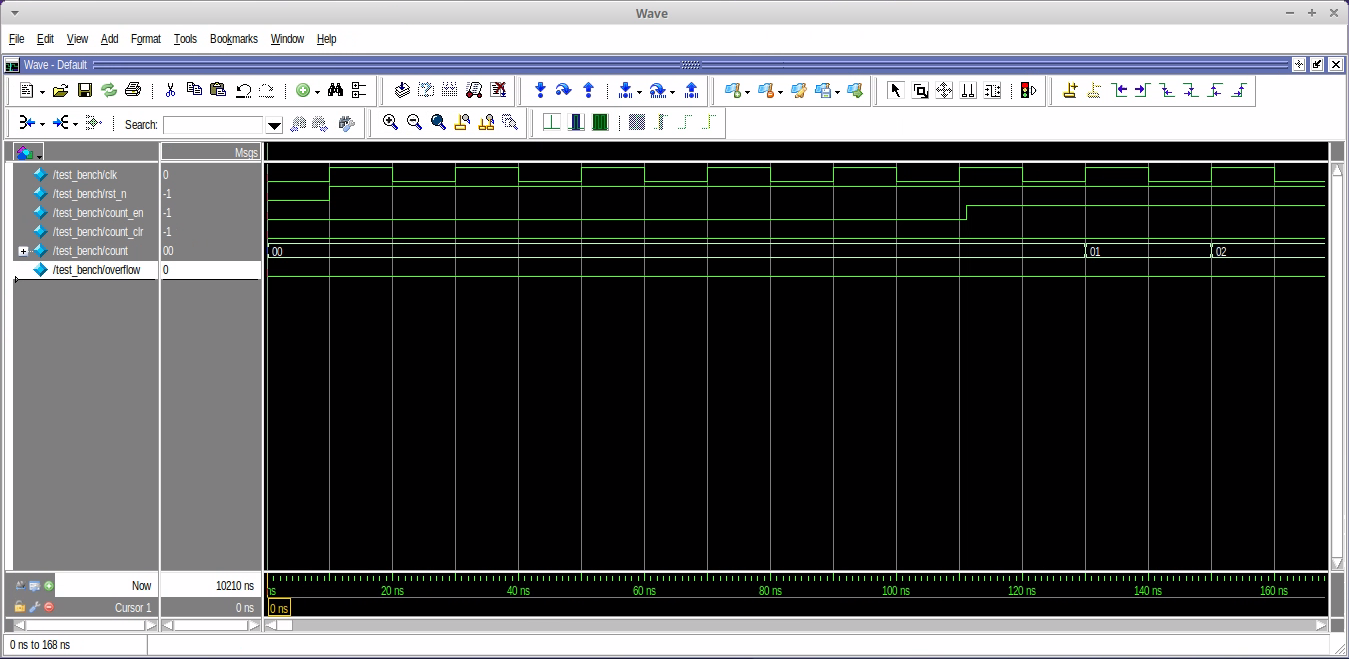 Wave
File Edit View Add Format Tools Bookmarks Window Help
Wave - Default
Search:
Msgs
/test_bench/clk 0
/test_bench/rst_n -1
/test_bench/count_en -1
/test_bench/count_clr -1
/test_bench/count 00 00 01 02
/test_bench/overflow 0
Now 10210 ns ns 20 ns 40 ns 60 ns 80 ns 100 ns 120 ns 140 ns 160 ns
Cursor 1 0 ns 0 ns
0 ns to 168 ns